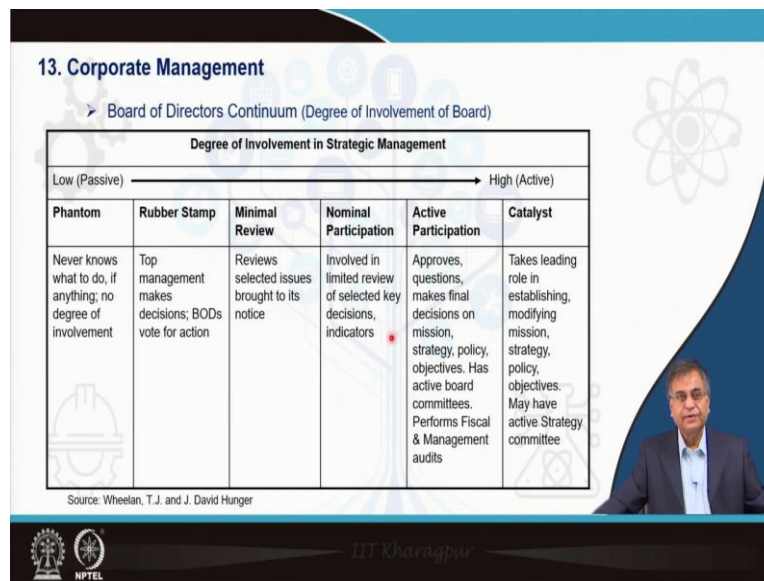 13. Corporate Management
➢ Board of Directors Continuum (Degree of Involvement of Board)
Degree of Involvement in Strategic Management
Low (Passive) High (Active)
Phantom
Never knows
what to do, if
anything; no
degree of
involvement
Rubber Stamp
Top
management
makes
decisions; BODs
vote for action
Minimal
Review
Reviews
selected issues
brought to its
notice
Nominal
Participation
Involved in
limited review
of selected key
decisions,
indicators
Active
Participation
Approves,
questions,
makes final
decisions on
mission,
strategy, policy,
objectives. Has
active board
committees.
Performs Fiscal
& Management
audits
Catalyst
Takes leading
role in
establishing,
modifying
mission,
strategy,
policy,
objectives.
May have
active Strategy
committee
Source: Wheelan, T.J. and J. David Hunger
NPTEL
IIT Kharagpur